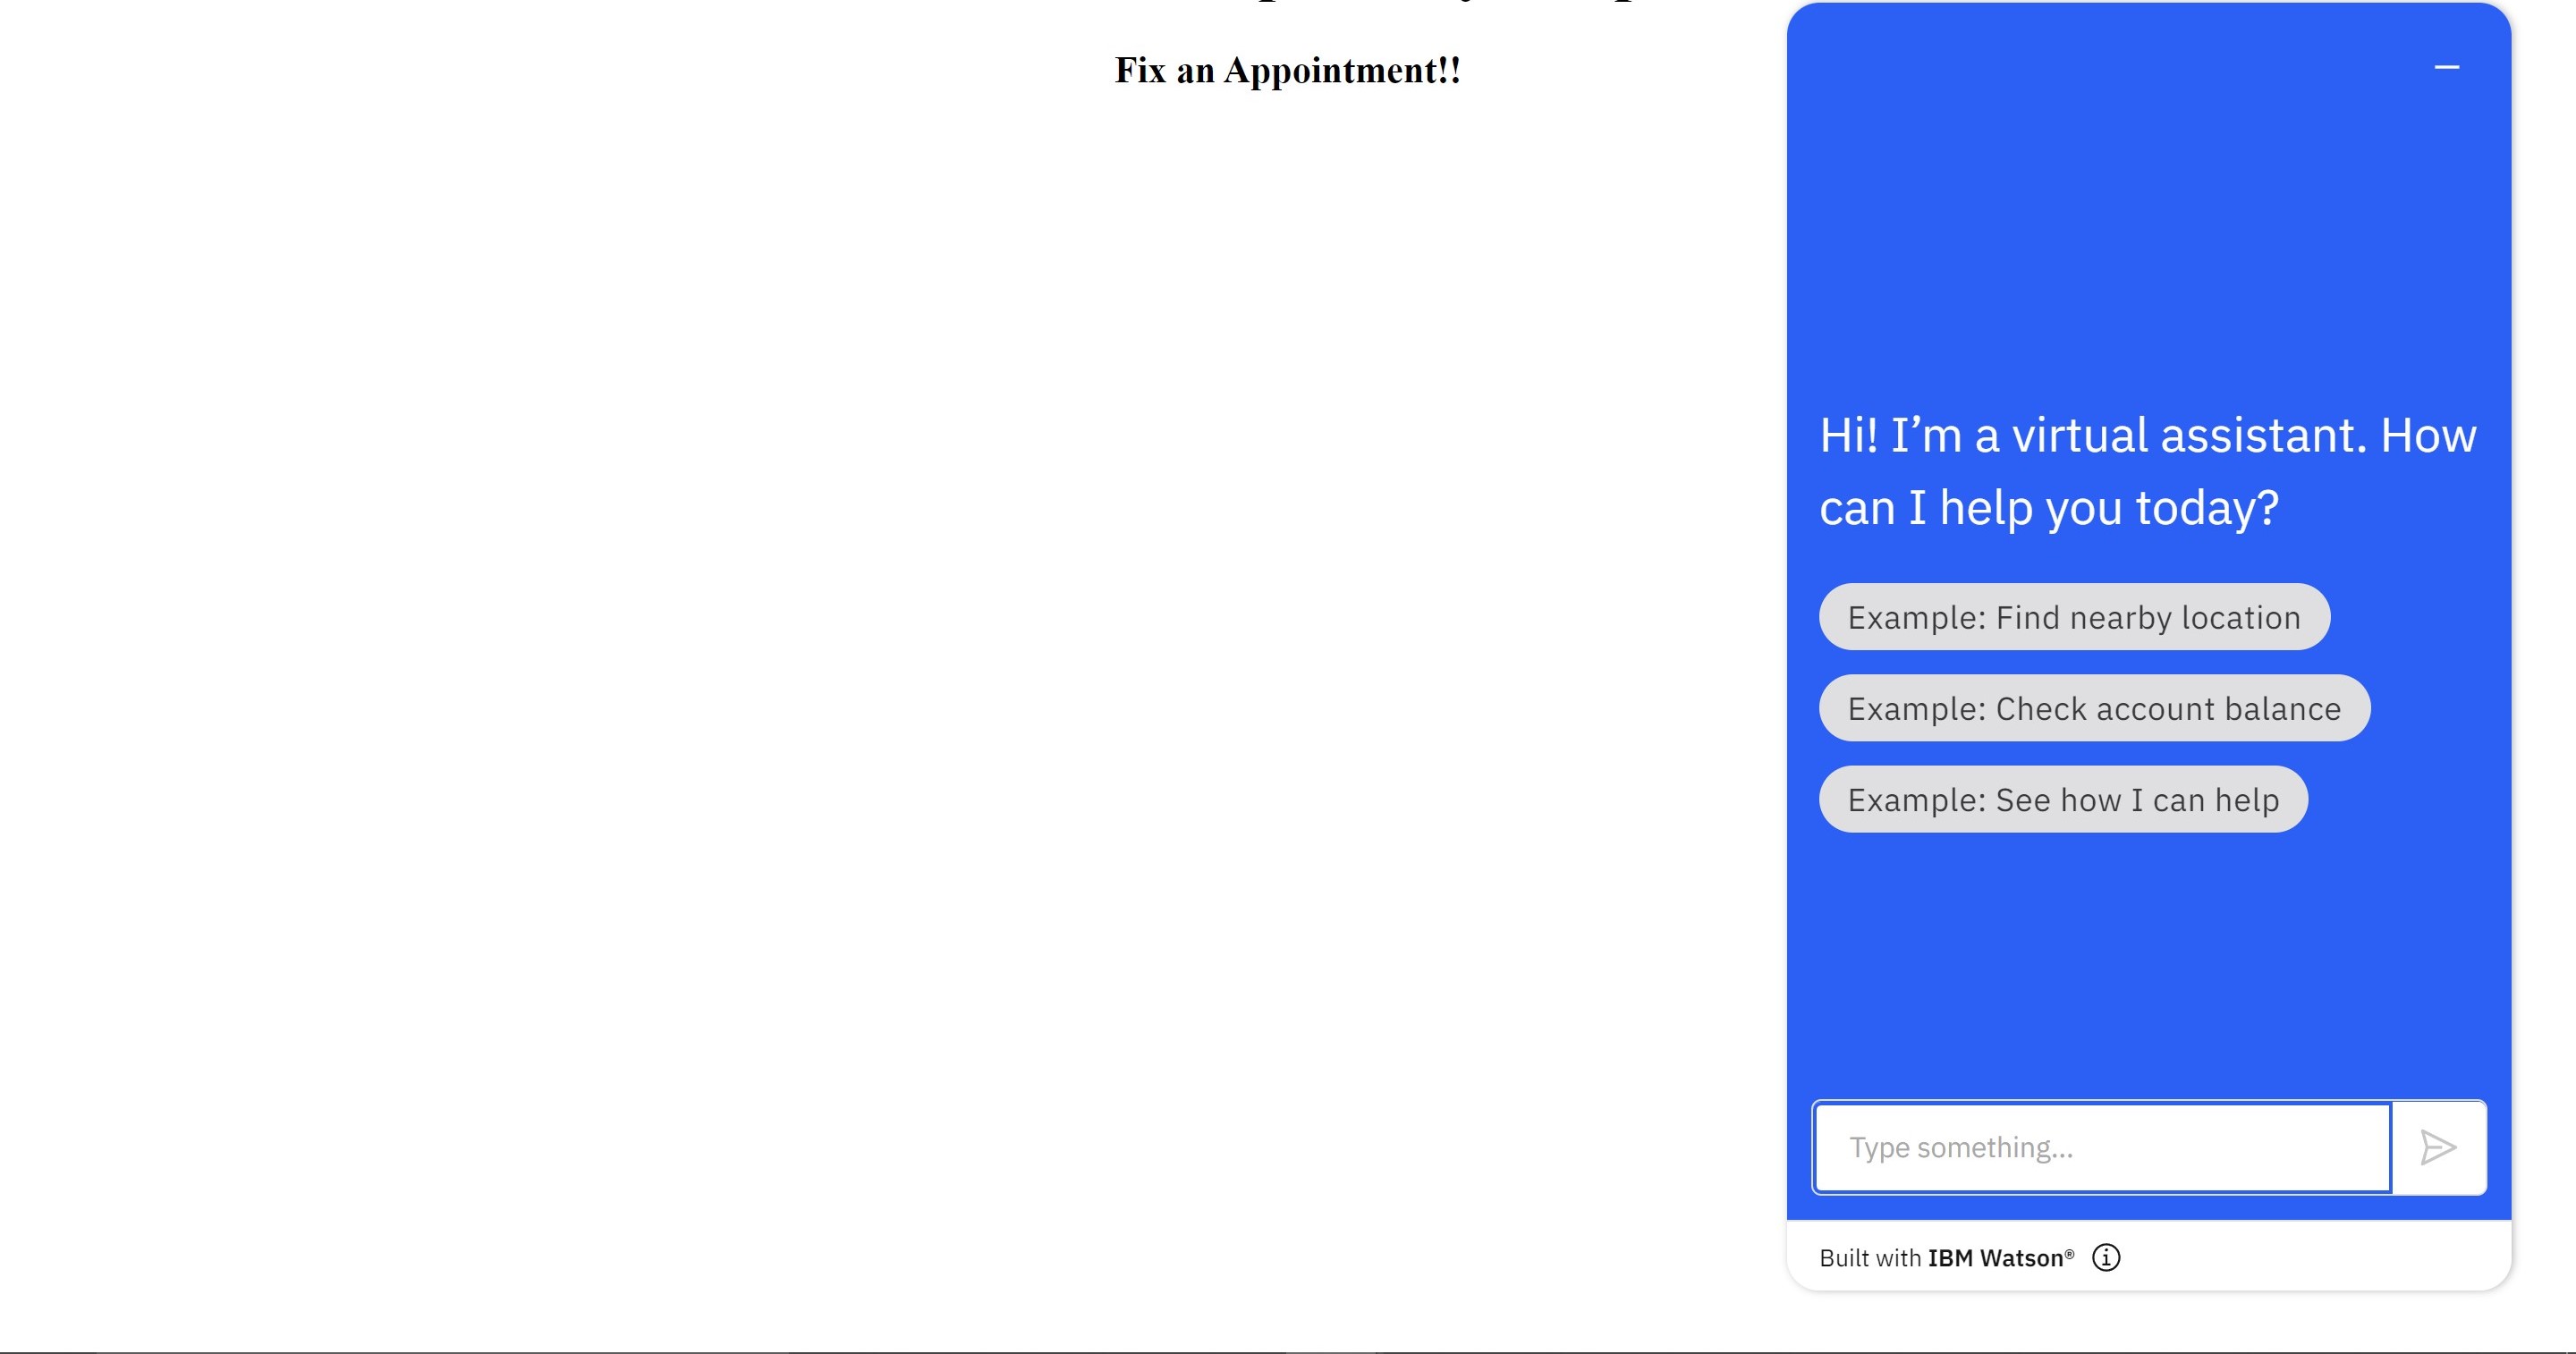 Fix an Appointment!!
Hi! I’m a virtual assistant. How
can I help you today?
Example: Find nearby location
Example: Check account balance
Example: See how I can help
Type something...
Built with IBM Watson®